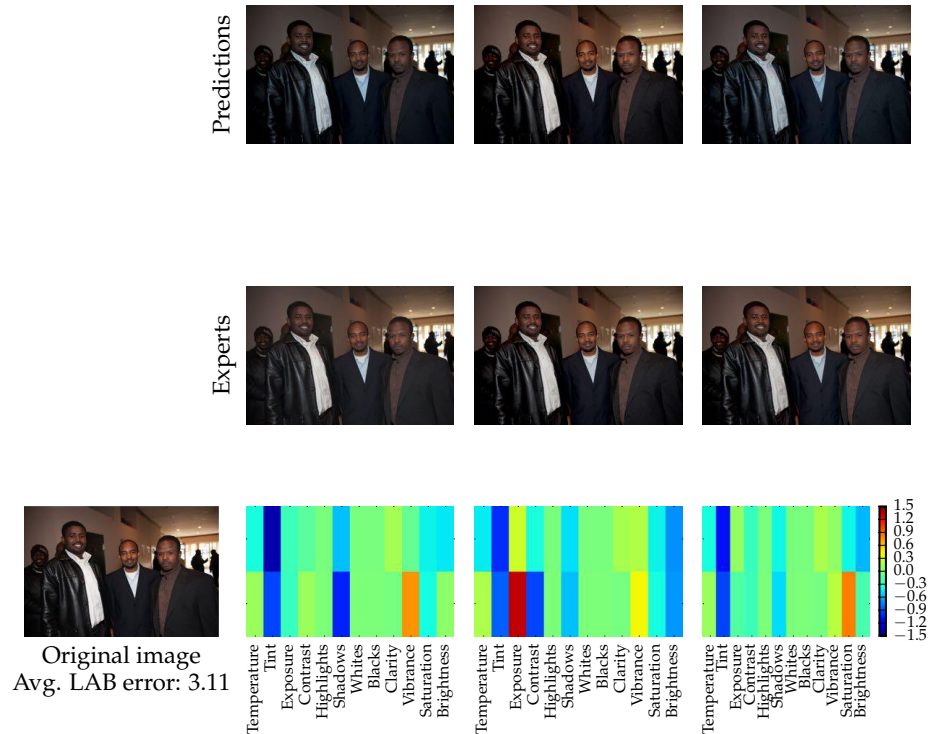 Predictions
Experts
1.5
1.2
0.9
0.6
0.3
0.0
−0.3
−0.6
−0.9
−1.2
−1.5
Original image
Avg. LAB error: 3.11
Temperature
Tint
Exposure
Contrast
Highlights
Shadows
Whites
Blacks
Clarity
Vibrance
Saturation
Brightness
Temperature
Tint
Exposure
Contrast
Highlights
Shadows
Whites
Blacks
Clarity
Vibrance
Saturation
Brightness
Temperature
Tint
Exposure
Contrast
Highlights
Shadows
Whites
Blacks
Clarity
Vibrance
Saturation
Brightness